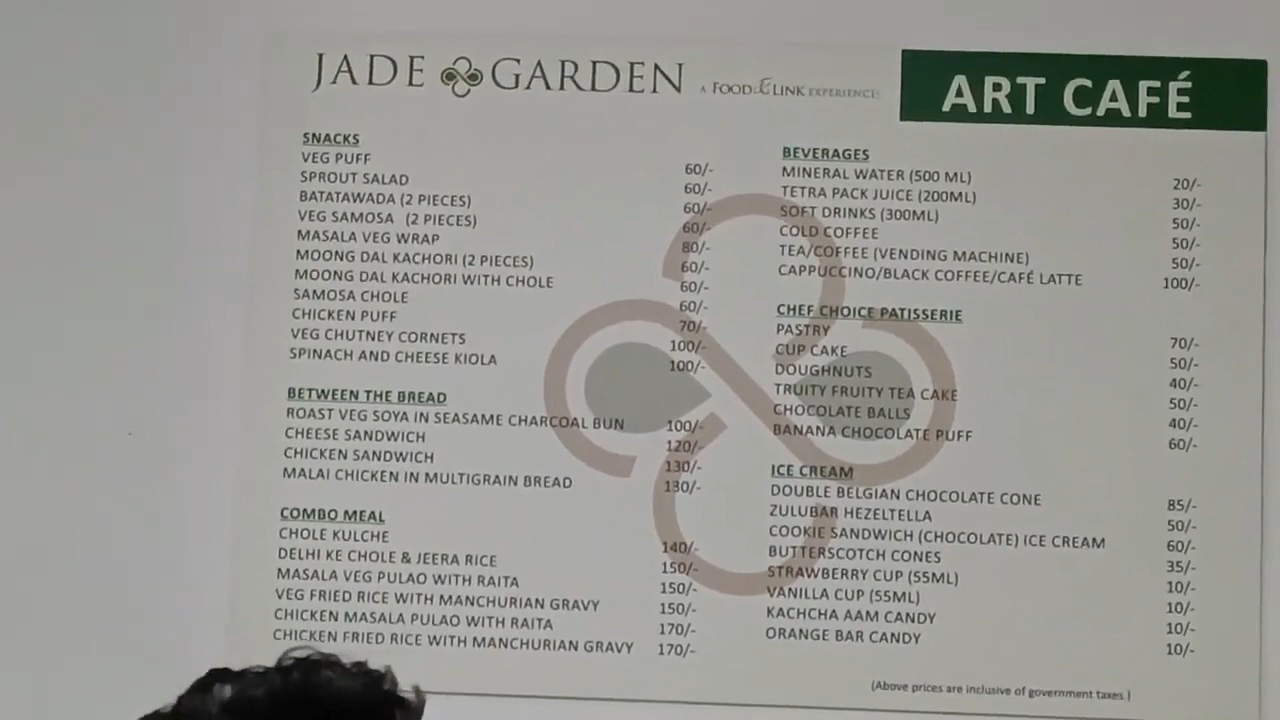 JADE GARDEN A FOOD LINK EXPERIENCE
ART CAFÉ
SNACKS
VEG PUFF 60/-
SPROUT SALAD 60/-
BATATAWADA (2 PIECES) 60/-
VEG SAMOSA (2 PIECES) 60/-
MASALA VEG WRAP 80/-
MOONG DAL KACHORI (2 PIECES) 60/-
MOONG DAL KACHORI WITH CHOLE 60/-
SAMOSA CHOLE 60/-
CHICKEN PUFF 70/-
VEG CHUTNEY CORNETS 100/-
SPINACH AND CHEESE KIOLA 100/-
BETWEEN THE BREAD
ROAST VEG SOYA IN SEASAME CHARCOAL BUN 100/-
CHEESE SANDWICH 120/-
CHICKEN SANDWICH 130/-
MALAI CHICKEN IN MULTIGRAIN BREAD 130/-
COMBO MEAL
CHOLE KULCHE 140/-
DELHI KE CHOLE & JEERA RICE 150/-
MASALA VEG PULAO WITH RAITA 150/-
VEG FRIED RICE WITH MANCHURIAN GRAVY 150/-
CHICKEN MASALA PULAO WITH RAITA 170/-
CHICKEN FRIED RICE WITH MANCHURIAN GRAVY 170/-
BEVERAGES
MINERAL WATER (500 ML) 20/-
TETRA PACK JUICE (200ML) 30/-
SOFT DRINKS (300ML) 50/-
COLD COFFEE 50/-
TEA/COFFEE (VENDING MACHINE) 50/-
CAPPUCCINO/BLACK COFFEE/CAFÉ LATTE 100/-
CHEF CHOICE PATISSERIE
PASTRY 70/-
CUP CAKE 50/-
DOUGHNUTS 40/-
TRUITY FRUITY TEA CAKE 50/-
CHOCOLATE BALLS 40/-
BANANA CHOCOLATE PUFF 60/-
ICE CREAM
DOUBLE BELGIAN CHOCOLATE CONE 85/-
ZULUBAR HEZELTELLA 50/-
COOKIE SANDWICH (CHOCOLATE) ICE CREAM 60/-
BUTTERSCOTCH CONES 35/-
STRAWBERRY CUP (55ML) 10/-
VANILLA CUP (55ML) 10/-
KACHCHA AAM CANDY 10/-
ORANGE BAR CANDY 10/-
(Above prices are inclusive of government taxes )